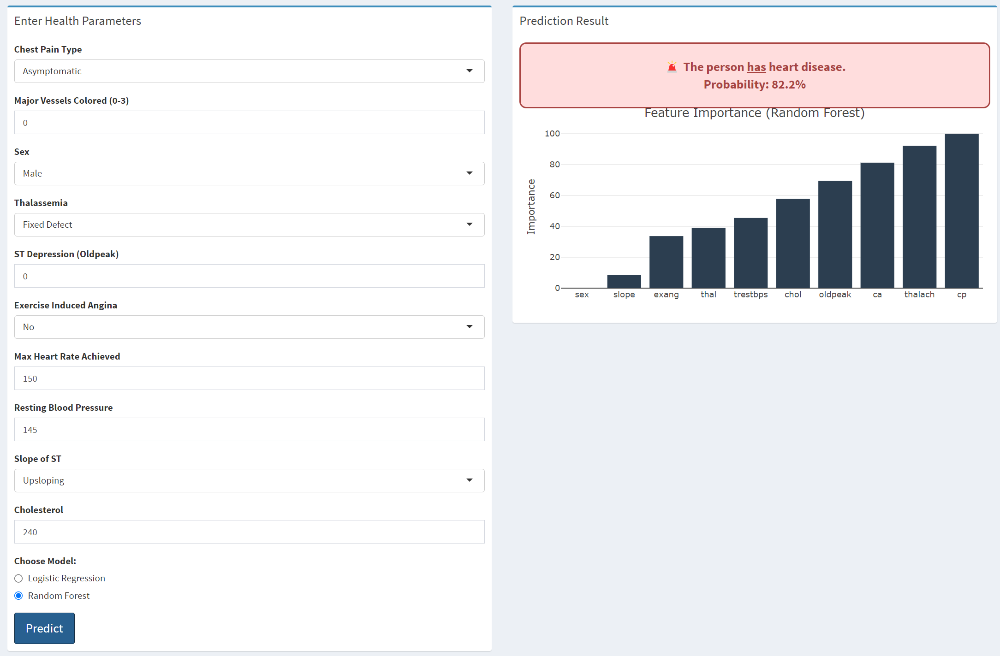 Enter Health Parameters
Chest Pain Type
Asymptomatic
Major Vessels Colored (0-3)
0
Sex
Male
Thalassemia
Fixed Defect
ST Depression (Oldpeak)
0
Exercise Induced Angina
No
Max Heart Rate Achieved
150
Resting Blood Pressure
145
Slope of ST
Upsloping
Cholesterol
240
Choose Model:
Logistic Regression
Random Forest
Predict
Prediction Result
The person has heart disease.
Probability: 82.2%
Feature Importance (Random Forest)
Importance
100
80
60
40
20
0
sex slope exang thal trestbps chol oldpeak ca thalach cp